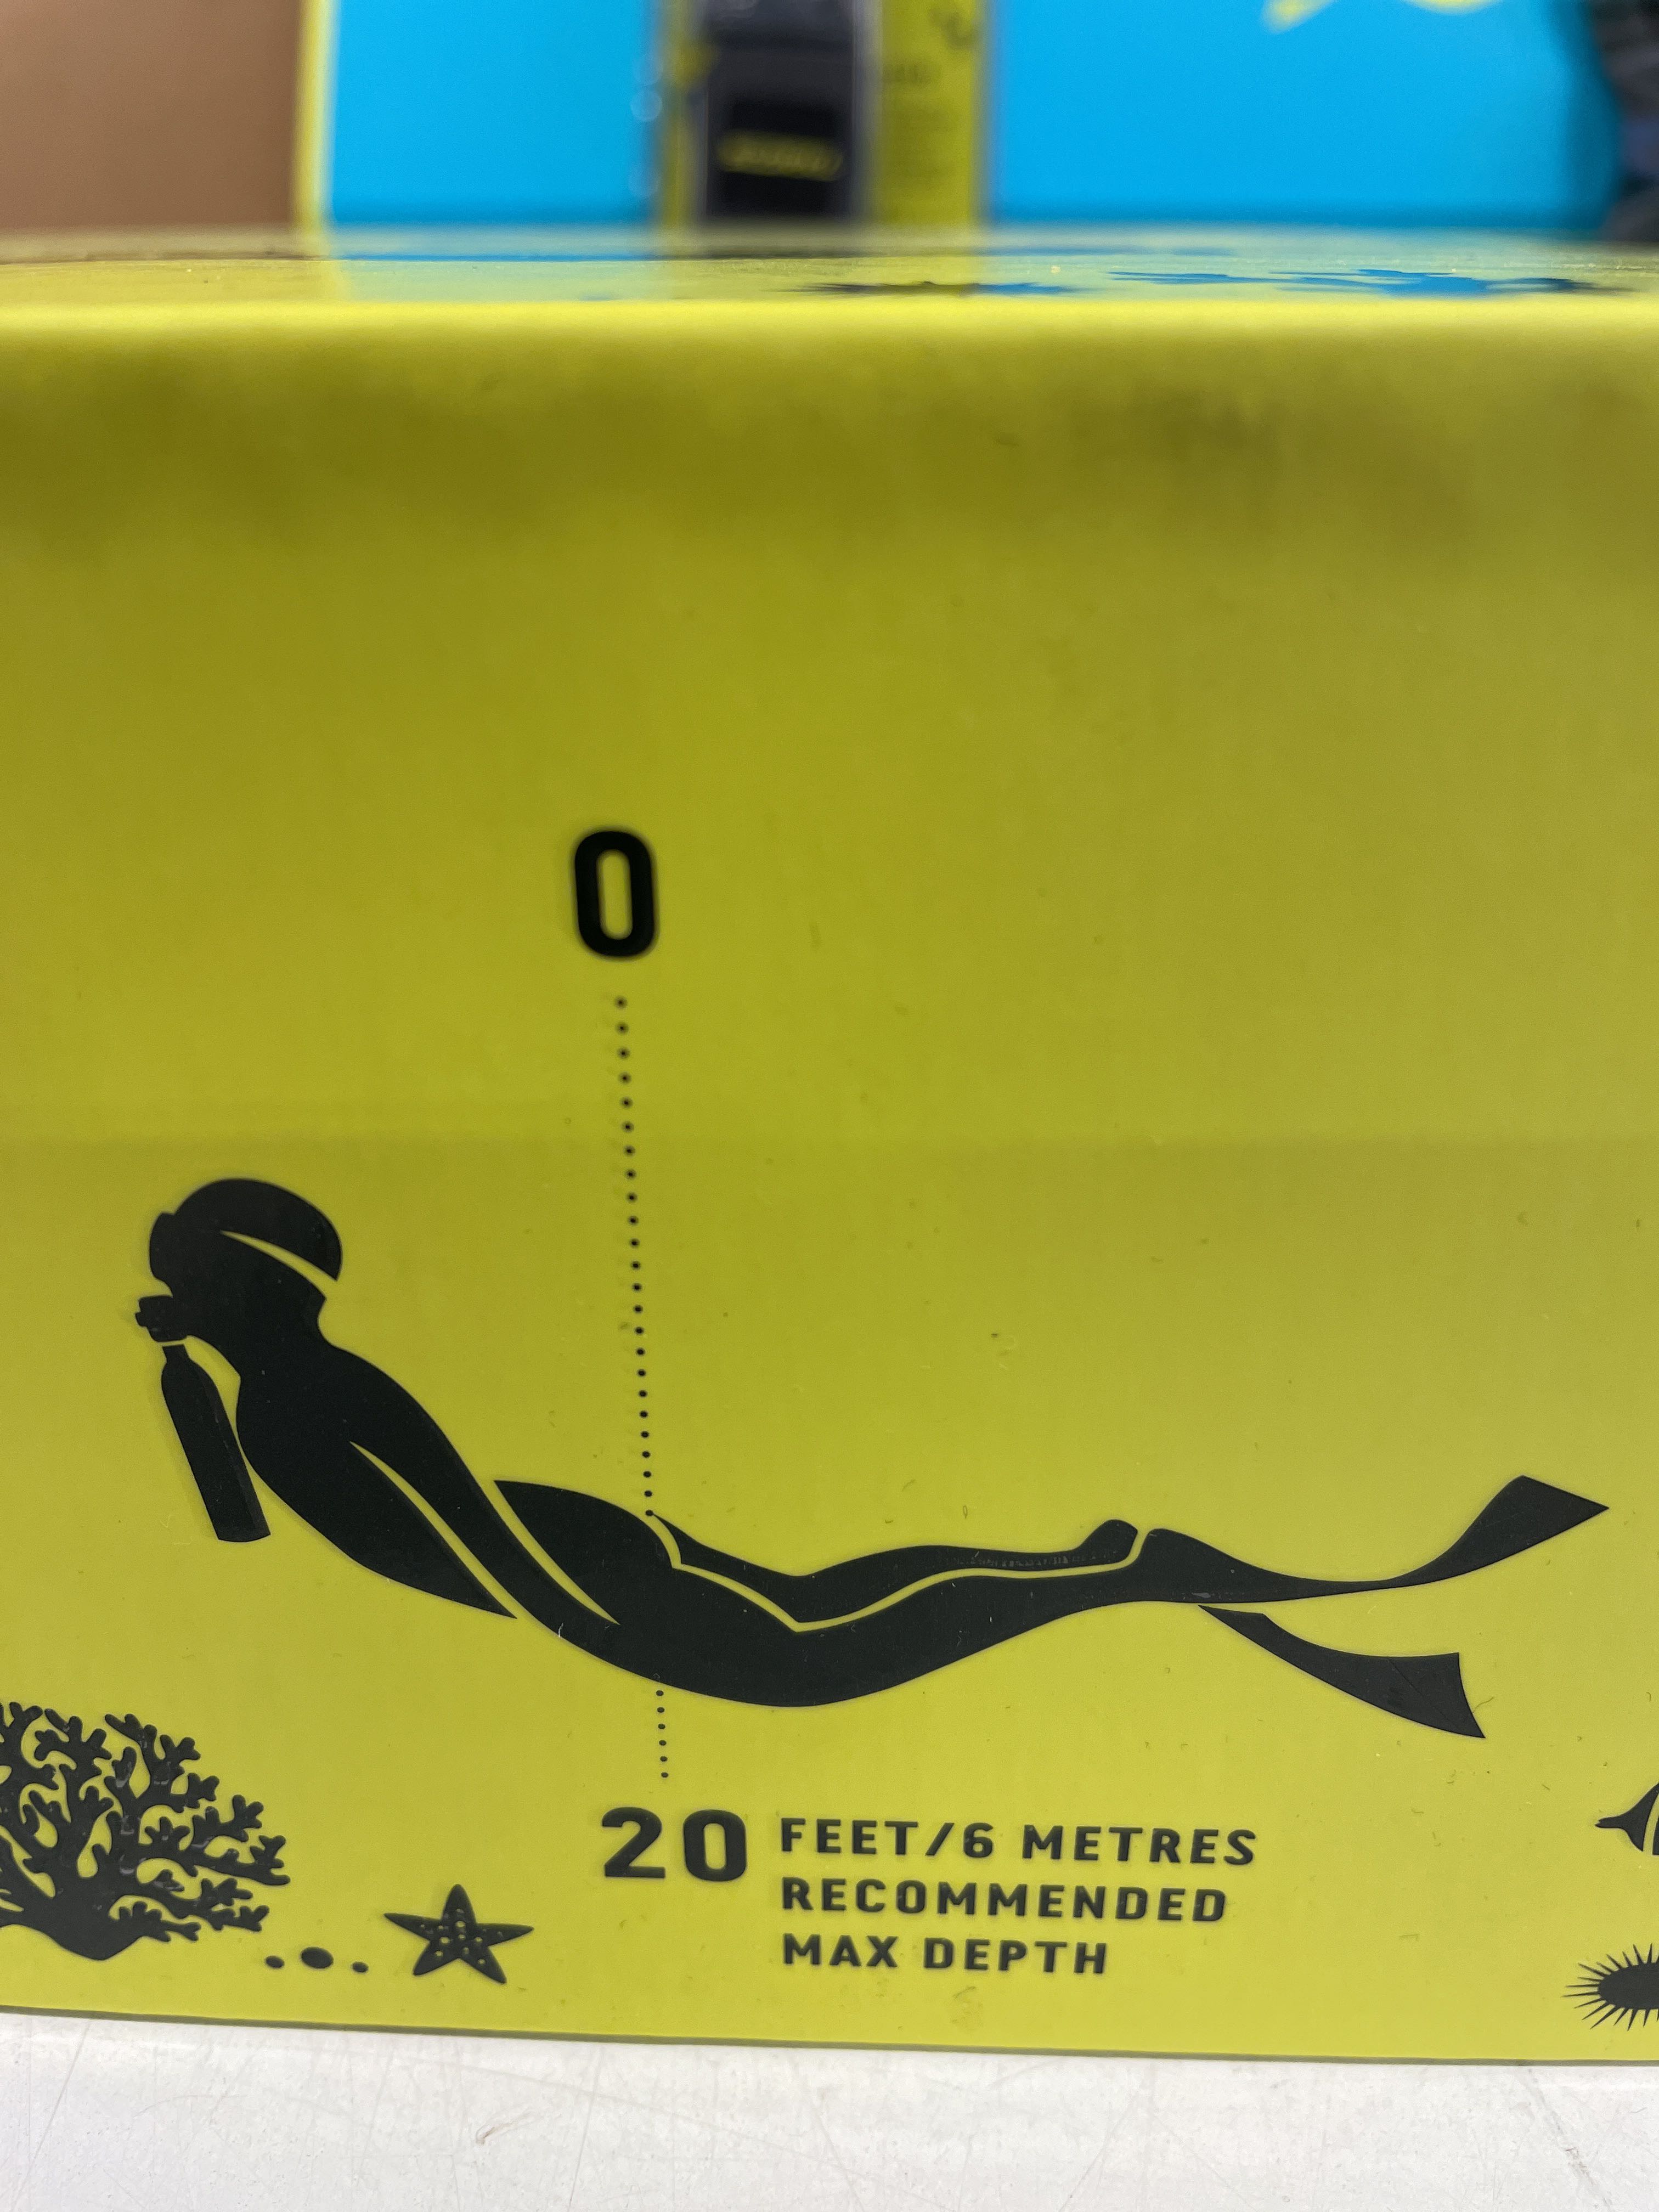 0
20 FEET/6 METRES
RECOMMENDED
MAX DEPTH